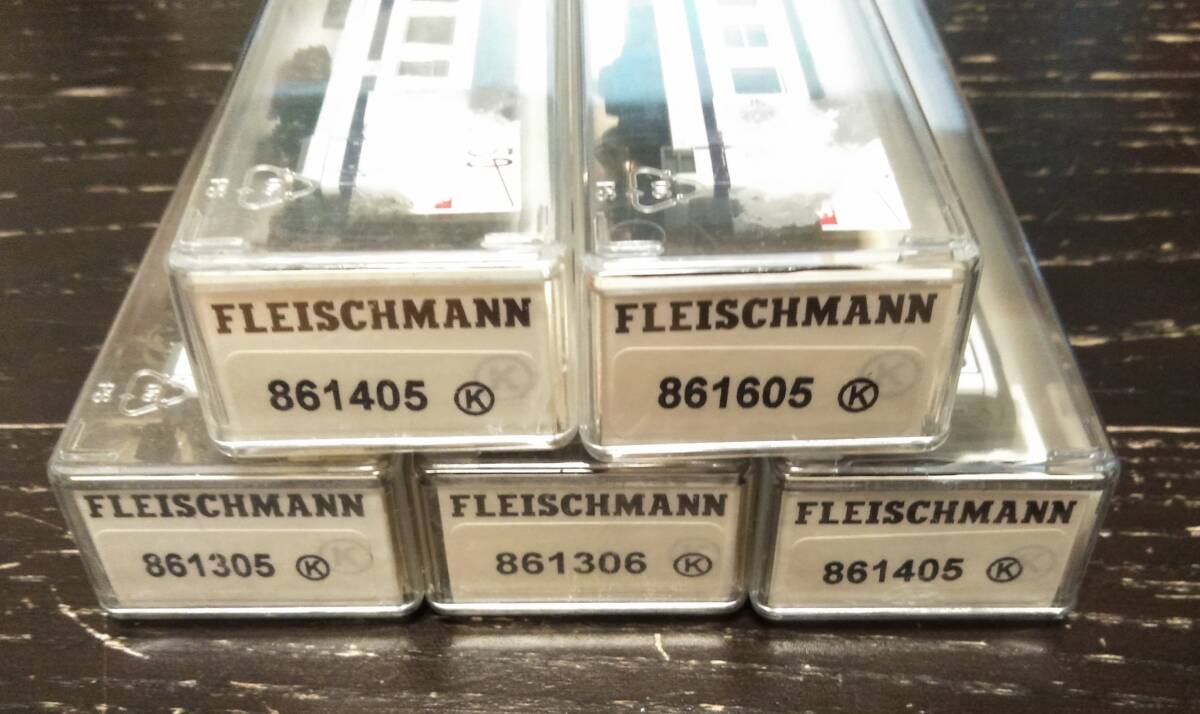 FLEISCHMANN
861405 Ⓚ
FLEISCHMANN
861605 Ⓚ
FLEISCHMANN
861305 Ⓚ
FLEISCHMANN
861306 Ⓚ
FLEISCHMANN
861405 Ⓚ